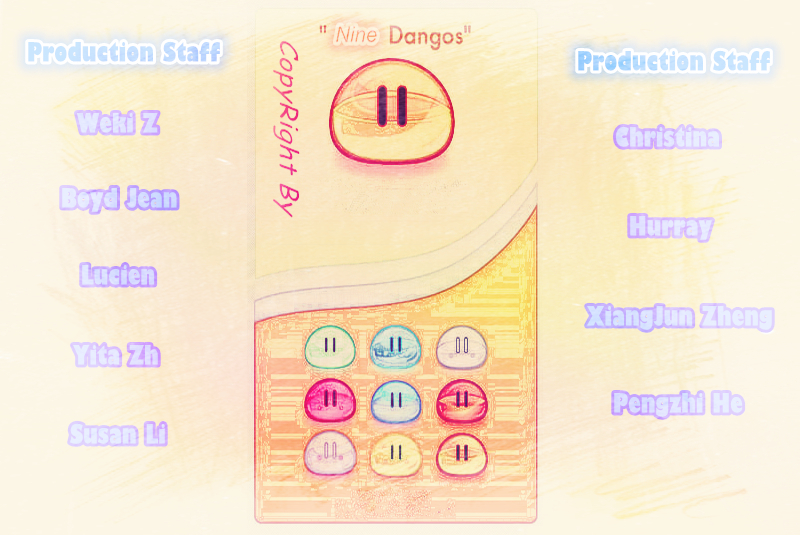 Production Staff
Weki Z
Boyd Jean
Lucien
Yita Zh
Susan Li
" Nine Dangos"
CopyRight By
Production Staff
Christina
Hurray
XiangJun Zheng
Pengzhi He